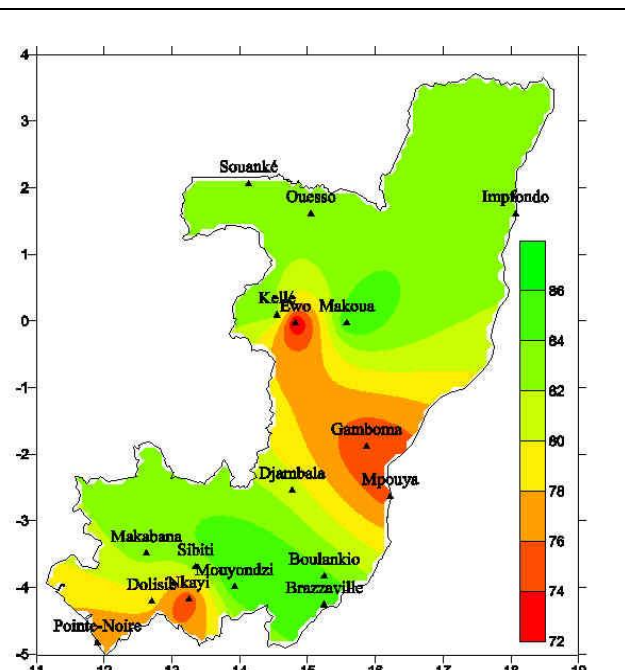 4
3
Souanké
2
Ouesso
Impfondo
1
86
Kellé
Ewo
Makoua
0
84
-1
82
Gamboma
80
-2
Djambala
Mpouya
78
-3
Makabana
Sibiti
76
Mouyondzi
Boulankio
-4
Dolisie
Nkayi
Brazzaville
74
Pointe-Noire
72
-5
11 12 13 14 15 16 17 18 19